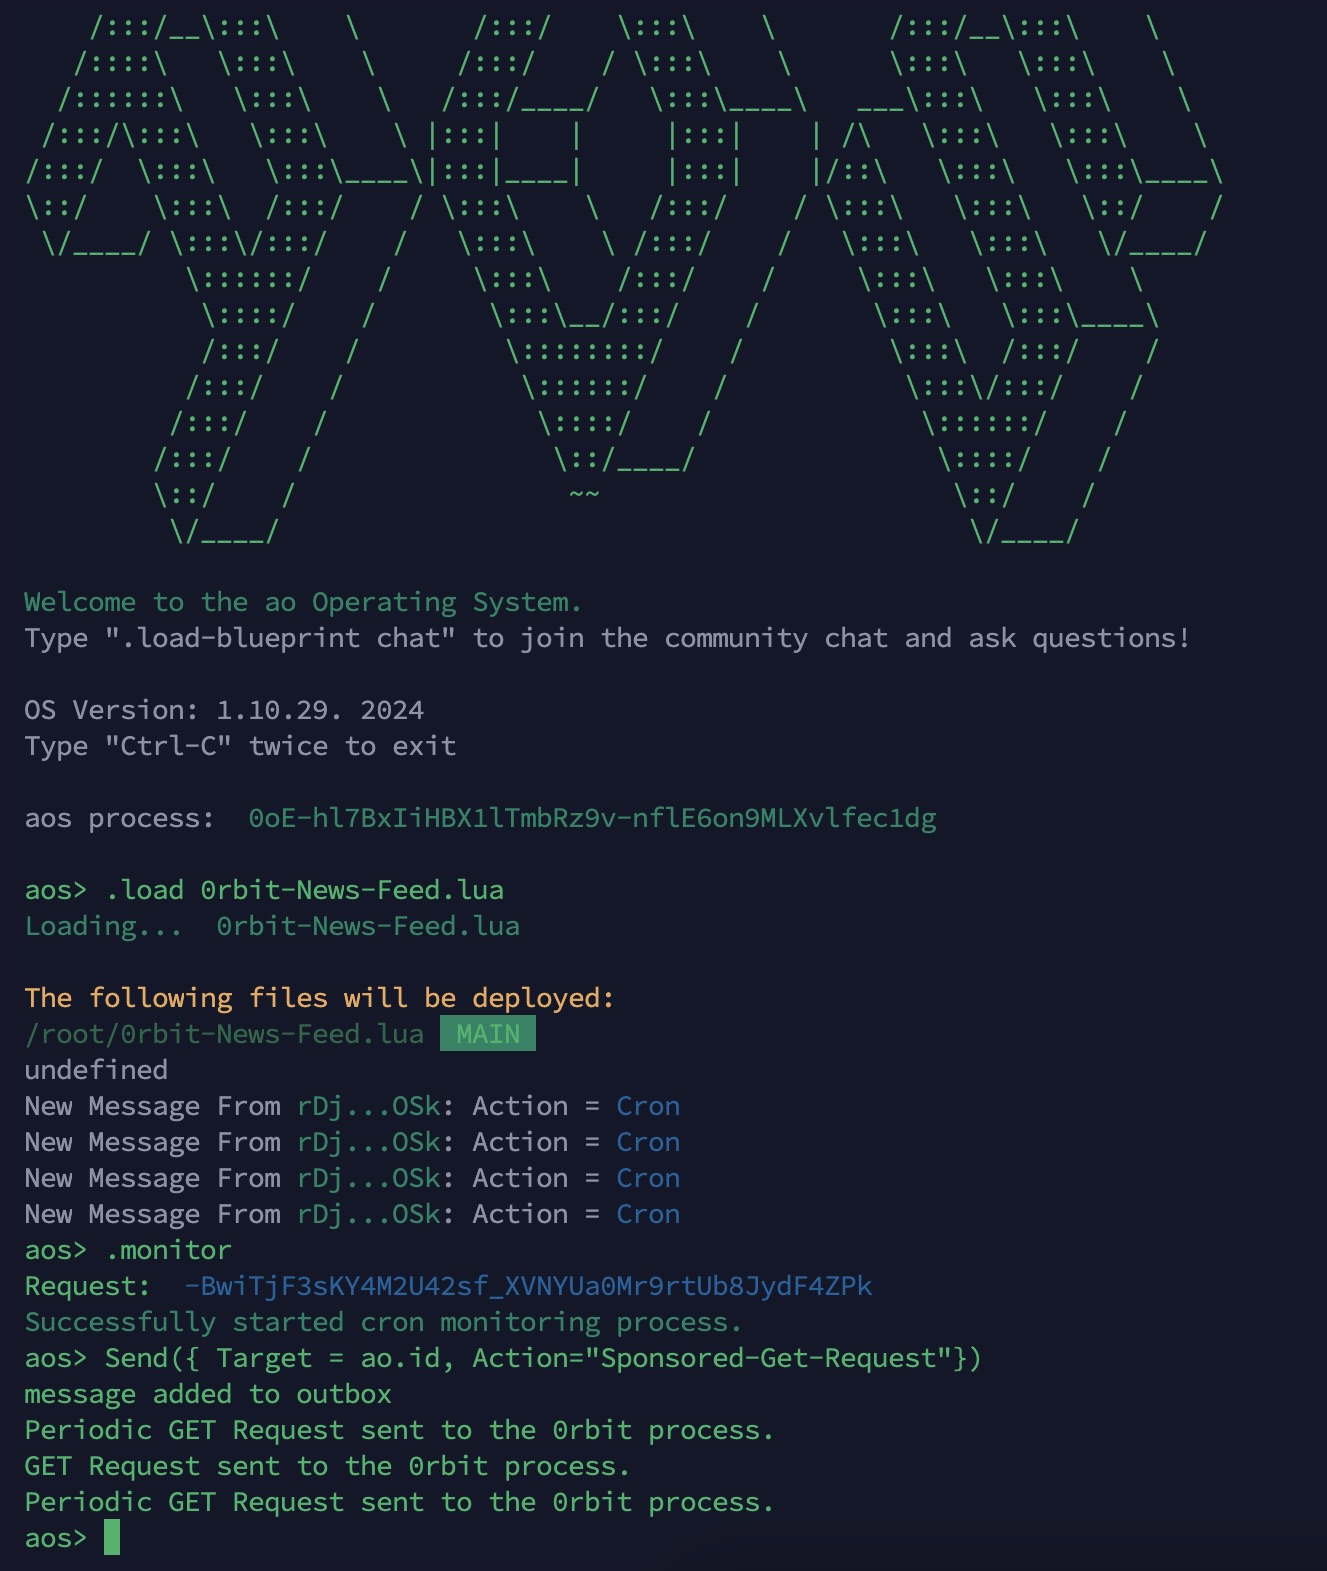 Welcome to the ao Operating System.
Type ".load-blueprint chat" to join the community chat and ask questions!
OS Version: 1.10.29. 2024
Type "Ctrl-C" twice to exit
aos process:  0oE-hl7BxIiHBX1lTmbRz9v-nflE6on9MLXvlfec1dg
aos> .load 0rbit-News-Feed.lua
Loading...  0rbit-News-Feed.lua
The following files will be deployed:
/root/0rbit-News-Feed.lua MAIN
undefined
New Message From rDj...OSk: Action = Cron
New Message From rDj...OSk: Action = Cron
New Message From rDj...OSk: Action = Cron
New Message From rDj...OSk: Action = Cron
aos> .monitor
Request:  -BwiTjF3sKY4M2U42sf_XVNYUa0Mr9rtUb8JydF4ZPk
Successfully started cron monitoring process.
aos> Send({ Target = ao.id, Action="Sponsored-Get-Request"})
message added to outbox
Periodic GET Request sent to the 0rbit process.
GET Request sent to the 0rbit process.
Periodic GET Request sent to the 0rbit process.
aos>